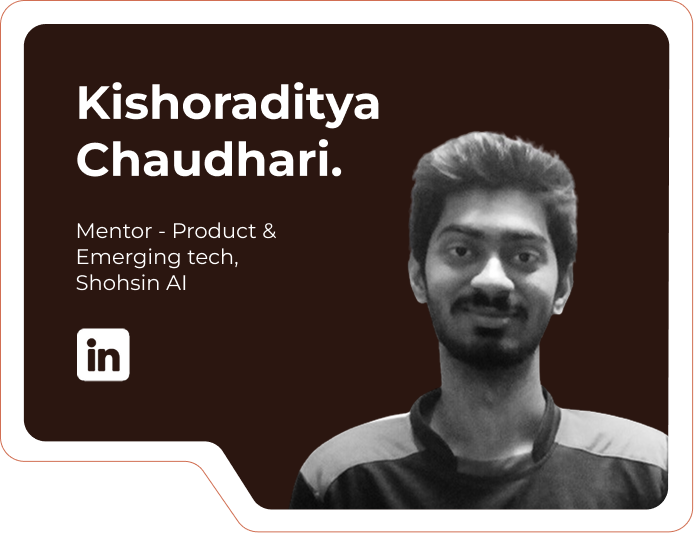 Kishoraditya
Chaudhari.
Mentor - Product &
Emerging tech,
Shohsin AI
in